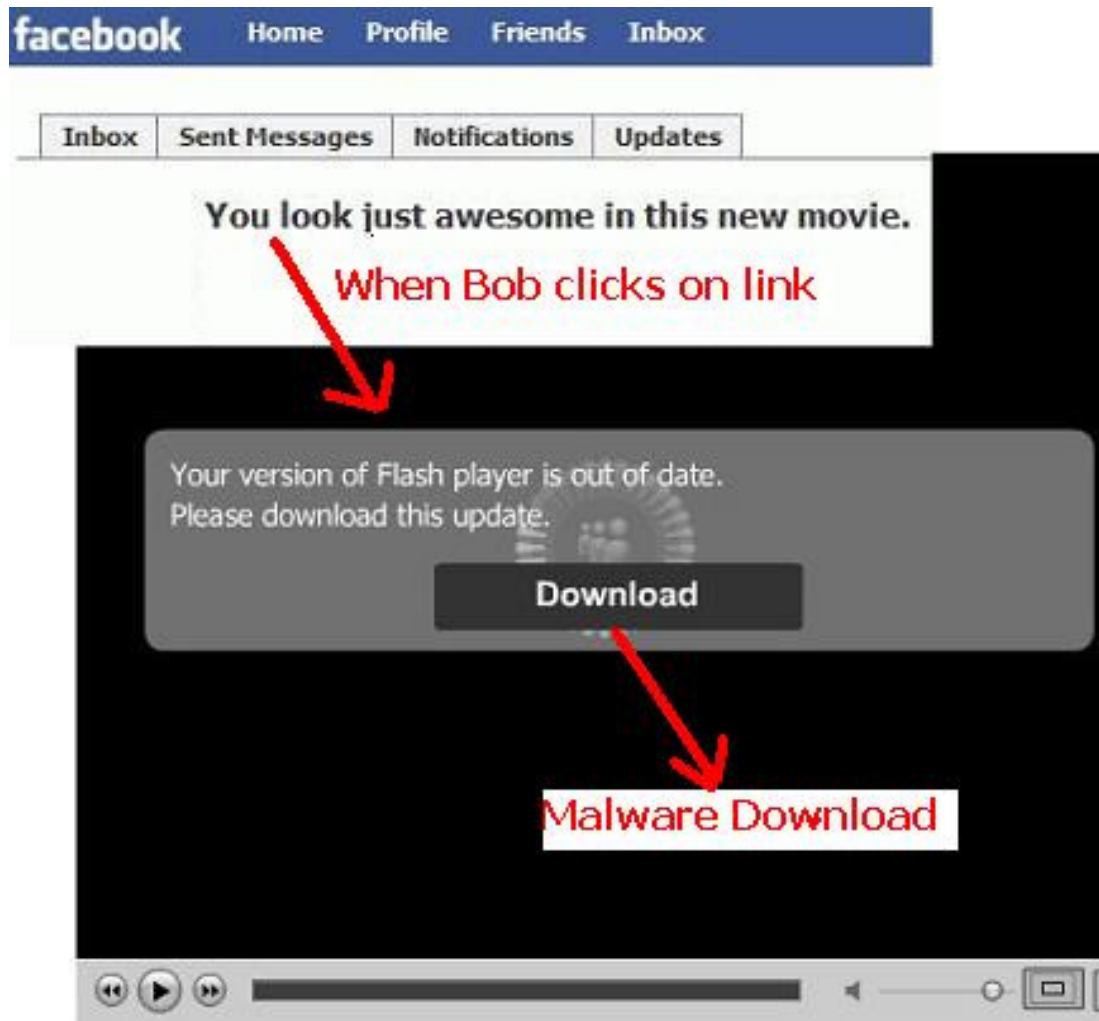 facebook Home Profile Friends Inbox
Inbox Sent Messages Notifications Updates
You look just awesome in this new movie.
When Bob clicks on link
Your version of Flash player is out of date.
Please download this update.
Download
Malware Download